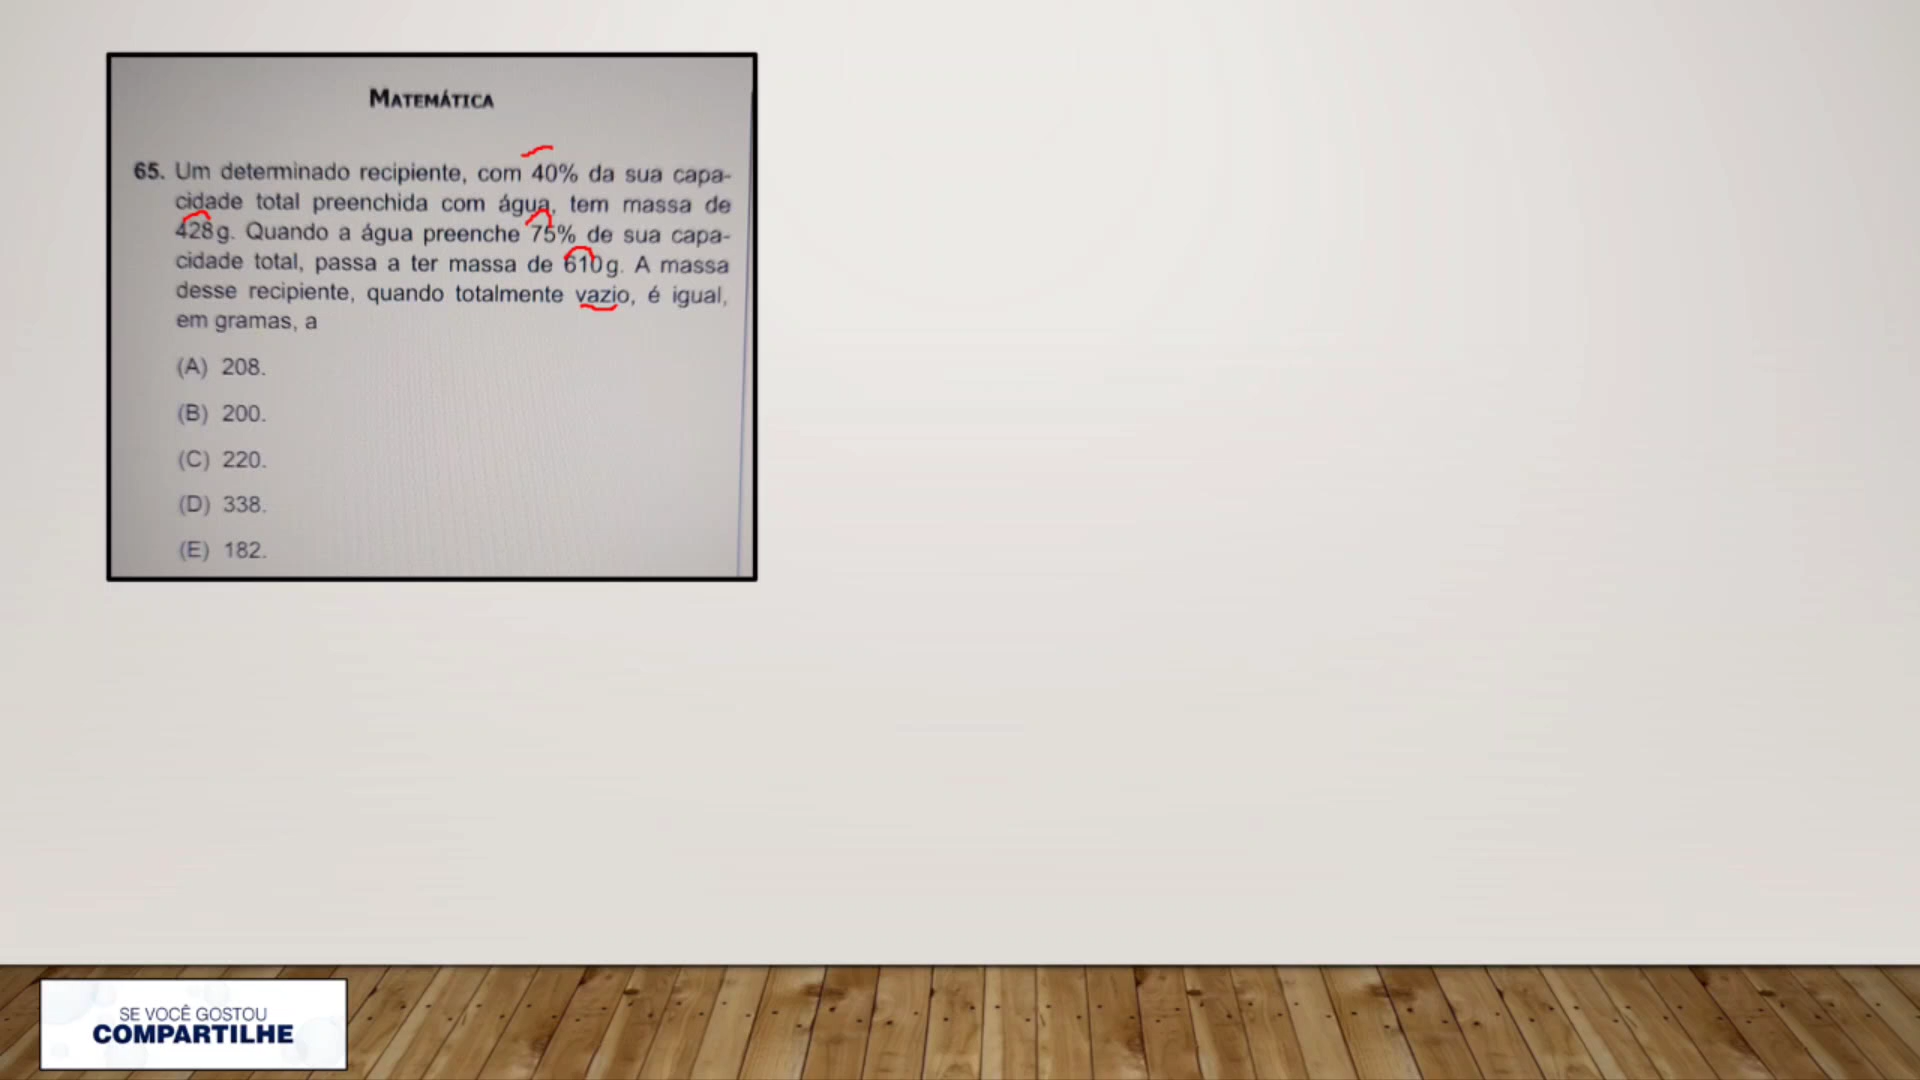 MATEMÁTICA
65. Um determinado recipiente, com 40% da sua capa-
cidade total preenchida com água, tem massa de
428g. Quando a água preenche 75% de sua capa-
cidade total, passa a ter massa de 610g. A massa
desse recipiente, quando totalmente vazio, é igual,
em gramas, a
(A) 208.
(B) 200.
(C) 220.
(D) 338.
(E) 182.
SE VOCÊ GOSTOU
COMPARTILHE